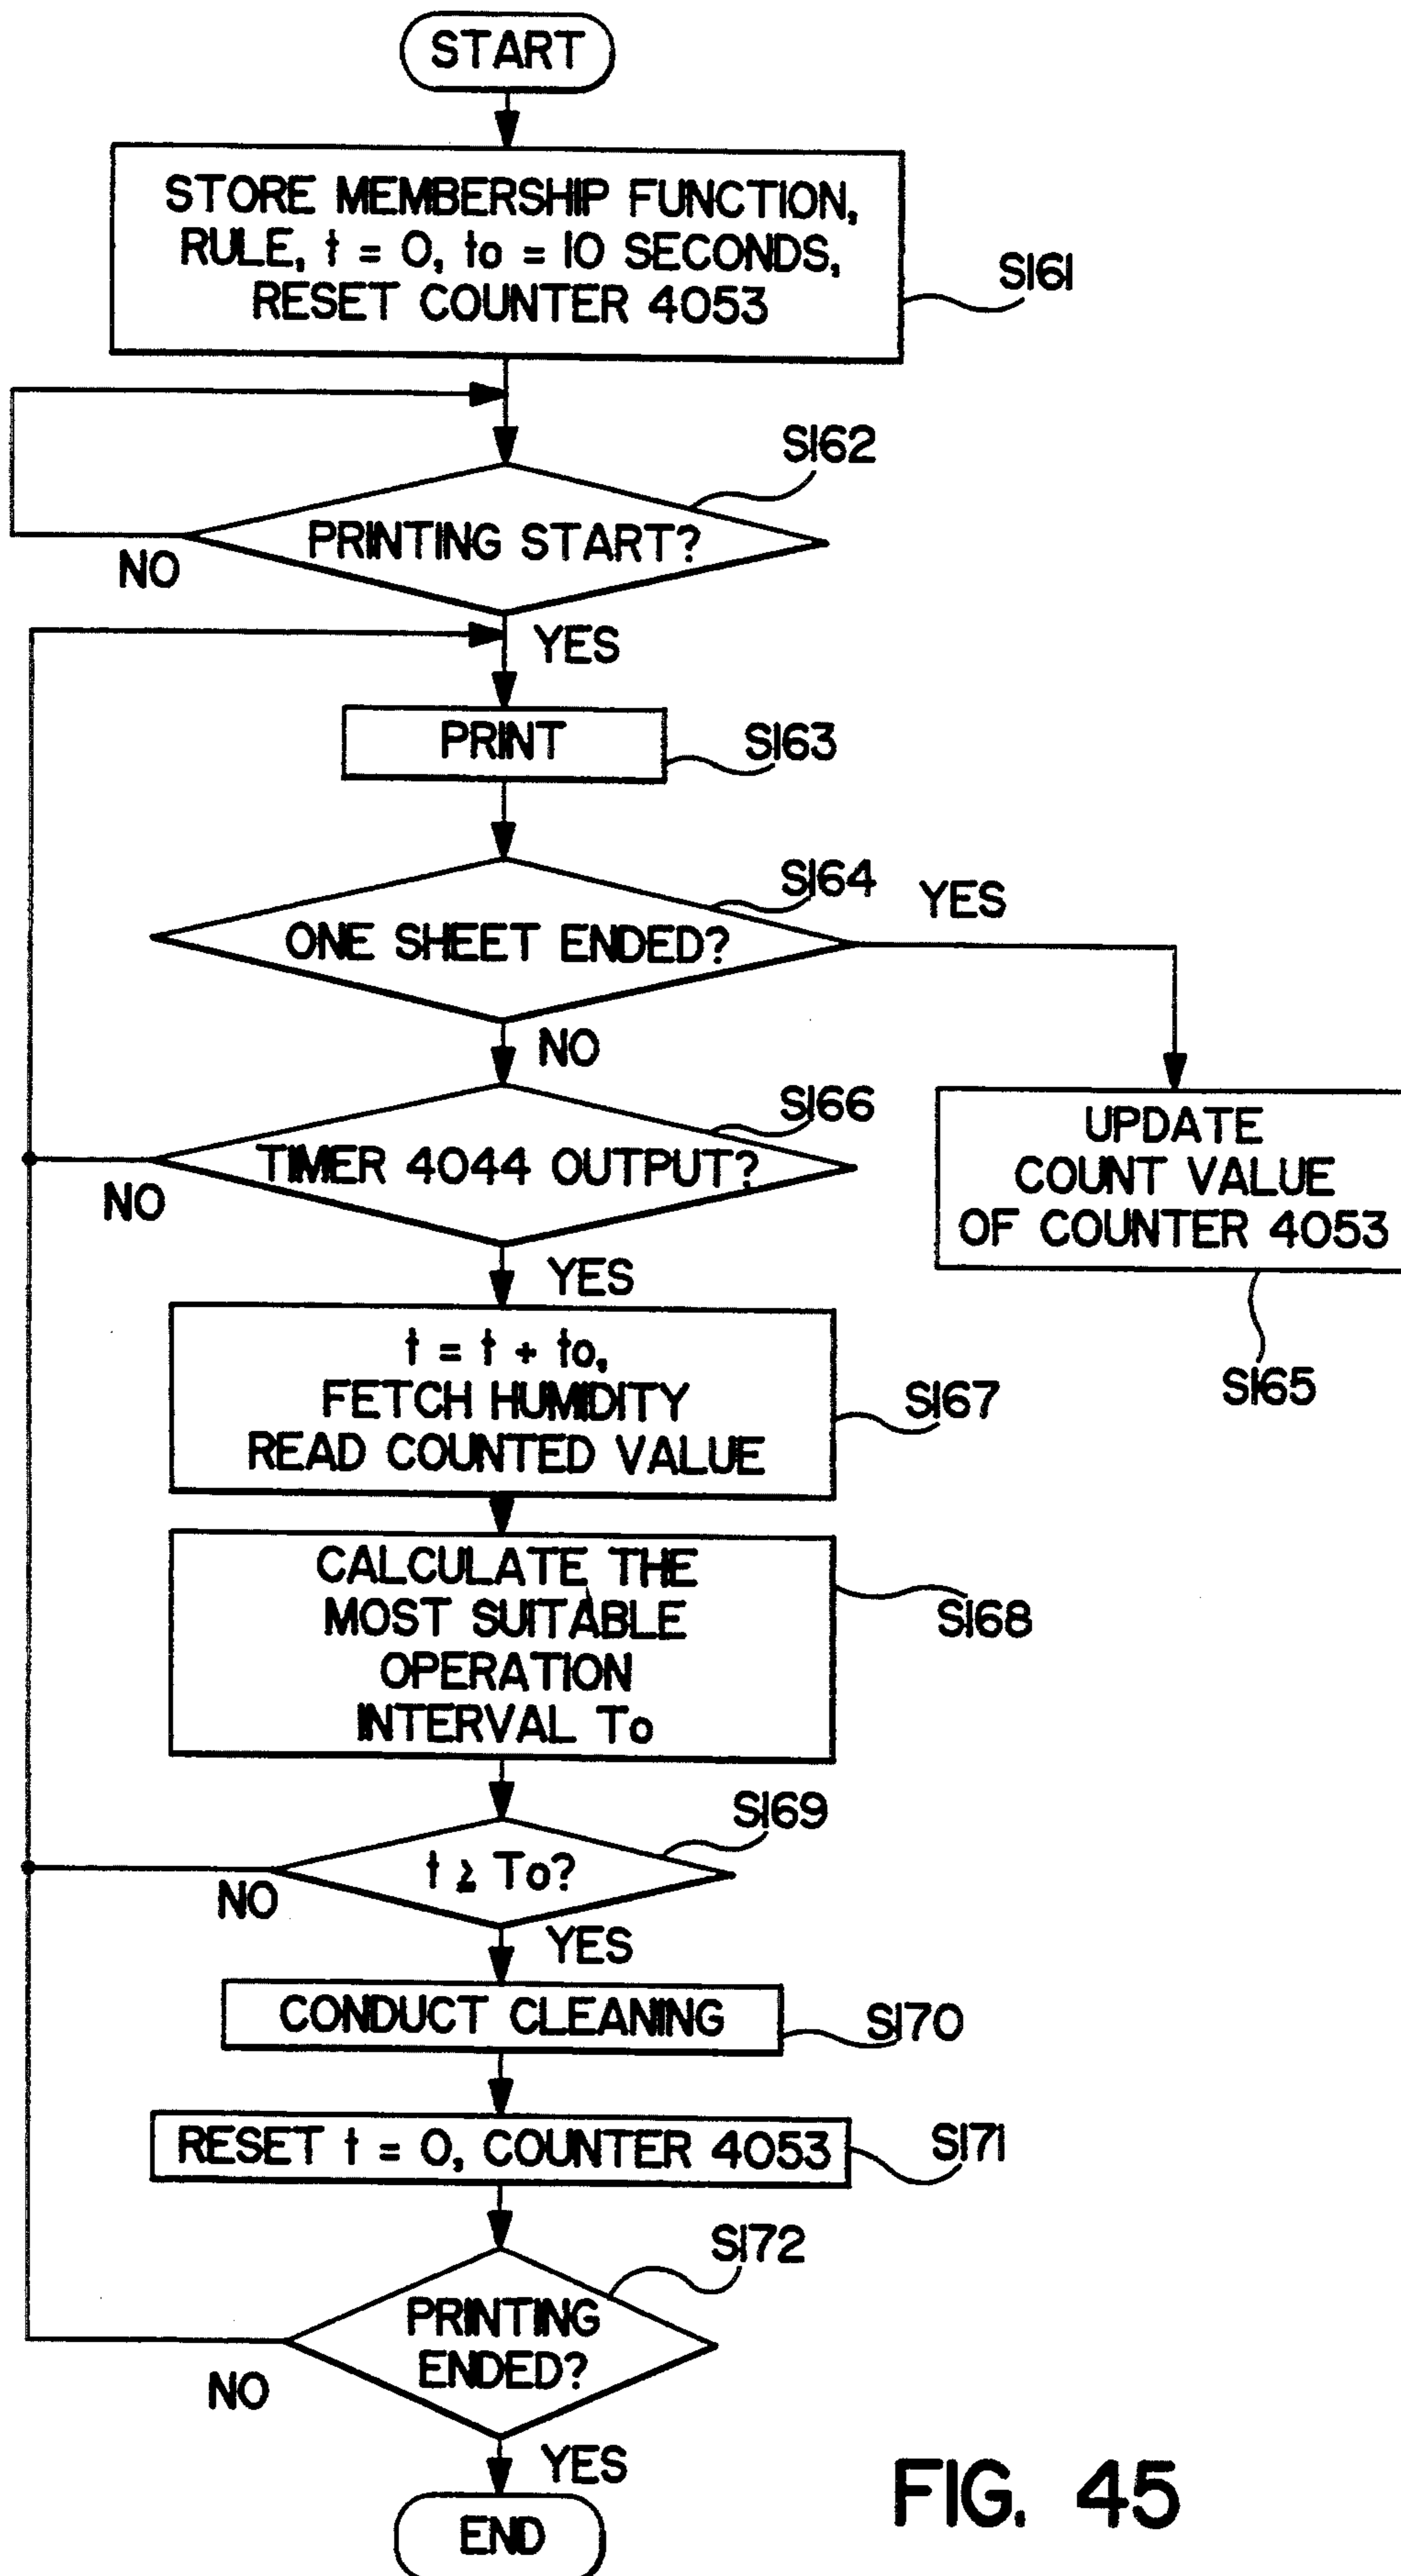 START
STORE MEMBERSHIP FUNCTION,
RULE, t = 0, to = 10 SECONDS,
RESET COUNTER 4053
S161
S162
PRINTING START?
NO
YES
PRINT
S163
S164
YES
ONE SHEET ENDED?
NO
S166
TIMER 4044 OUTPUT?
NO
UPDATE
COUNT VALUE
OF COUNTER 4053
S165
YES
t = t + to,
FETCH HUMIDITY
READ COUNTED VALUE
S167
CALCULATE THE
MOST SUITABLE
OPERATION
INTERVAL To
S168
S169
t ≥ To?
NO
YES
CONDUCT CLEANING
S170
RESET t = 0, COUNTER 4053
S171
S172
PRINTING
ENDED?
NO
YES
END
FIG. 45